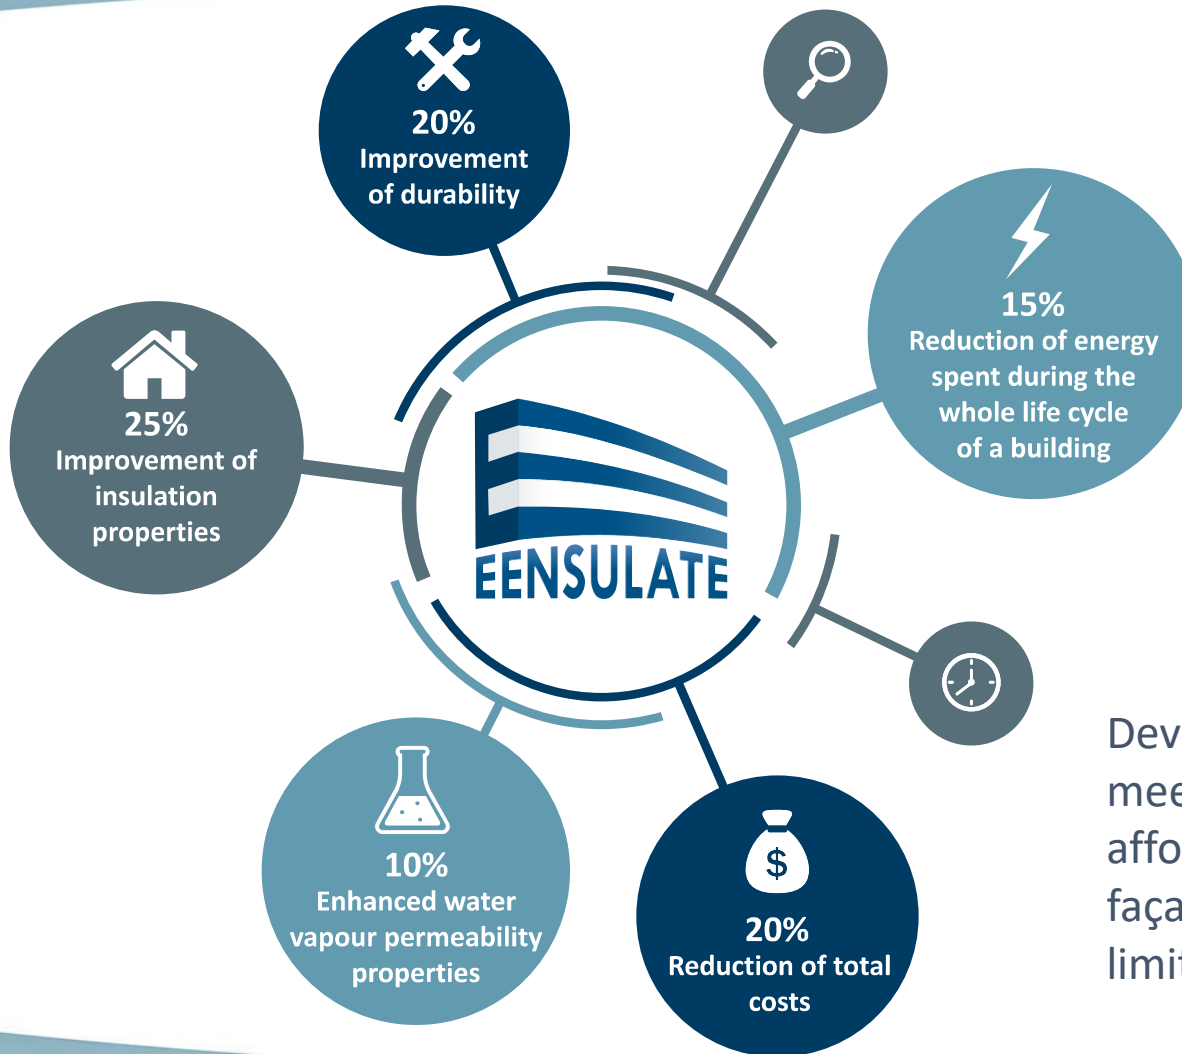 20%
Improvement
of durability
15%
Reduction of energy
spent during the
whole life cycle
of a building
25%
Improvement of
insulation
properties
EENSULATE
10%
Enhanced water
vapour permeability
properties
$
20%
Reduction of total
costs